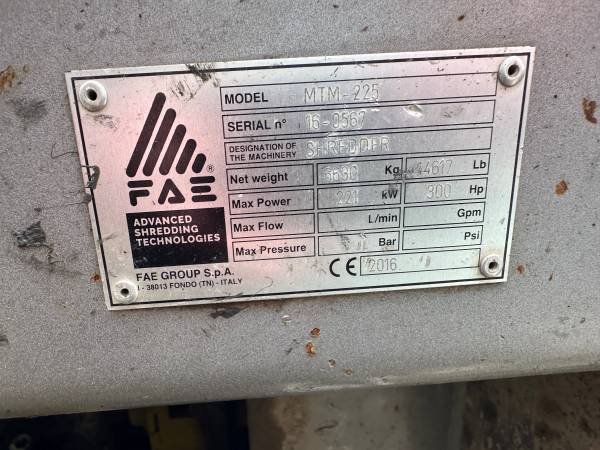 MODEL MTM-225
SERIAL n° 16-0567
DESIGNATION OF THE MACHINERY SHREDDER
Net weight Kg Lb
Max Power 221 kW 300 Hp
Max Flow L/min Gpm
Max Pressure Bar Psi
FAE ®
ADVANCED
SHREDDING
TECHNOLOGIES
FAE GROUP S.p.A. CE 2016
I - 38013 FONDO (TN) - ITALY